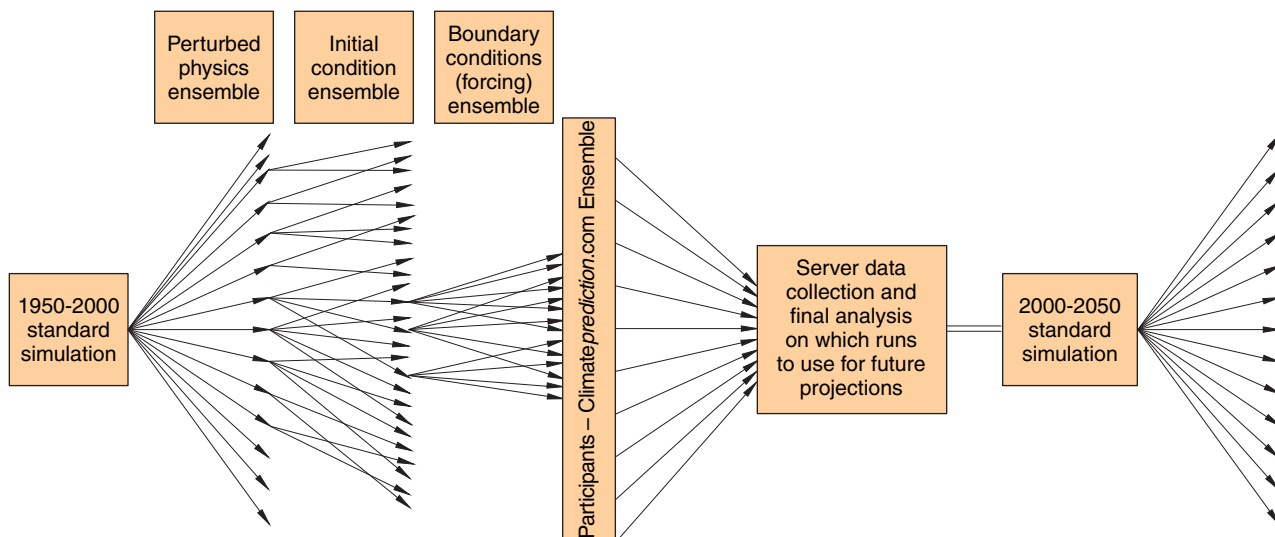 Perturbed
physics
ensemble
Initial
condition
ensemble
Boundary
conditions
(forcing)
ensemble
1950-2000
standard
simulation
Participants – Climateprediction.com Ensemble
Server data
collection and
final analysis
on which runs
to use for future
projections
2000-2050
standard
simulation